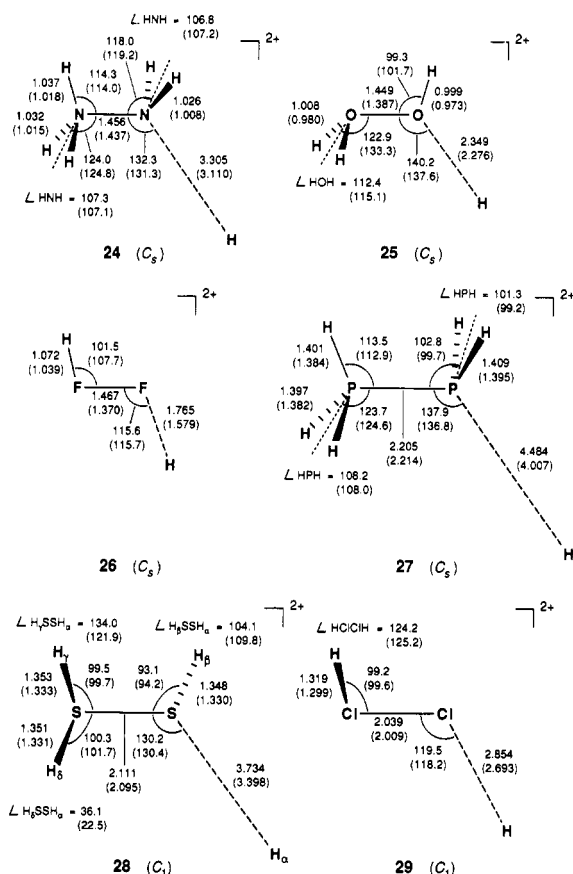 ∠ HNH = 106.8
(107.2)
2+
118.0
(119.2)
H
H
H
1.037
(1.018)
114.3
(114.0)
1.026
(1.008)
N
N
1.032
(1.015)
1.456
(1.437)
H
H
124.0
(124.8)
132.3
(131.3)
3.305
(3.110)
∠ HNH = 107.3
(107.1)
H
24 (Cs)
2+
99.3
(101.7)
H
1.449
(1.387)
0.999
(0.973)
1.008
(0.980)
O
O
H
H
122.9
(133.3)
140.2
(137.6)
2.349
(2.276)
∠ HOH = 112.4
(115.1)
H
25 (Cs)
2+
H
101.5
(107.7)
1.072
(1.039)
F
F
1.467
(1.370)
1.765
(1.579)
115.6
(115.7)
H
26 (Cs)
∠ HPH = 101.3
(99.2)
2+
H
H
H
1.401
(1.384)
113.5
(112.9)
102.8
(99.7)
1.409
(1.395)
P
P
1.397
(1.382)
H
H
123.7
(124.6)
137.9
(136.8)
2.205
(2.214)
4.484
(4.007)
∠ HPH = 108.2
(108.0)
H
27 (Cs)
∠ HγSSHα = 134.0
(121.9)
∠ HβSSHα = 104.1
(109.8)
2+
Hγ
Hβ
1.353
(1.333)
99.5
(99.7)
93.1
(94.2)
1.348
(1.330)
S
S
1.351
(1.331)
100.3
(101.7)
130.2
(130.4)
Hδ
2.111
(2.095)
3.734
(3.398)
∠ HδSSHα = 36.1
(22.5)
Hα
28 (C1)
∠ HClClH = 124.2
(125.2)
2+
H
1.319
(1.299)
99.2
(99.6)
Cl
Cl
2.039
(2.009)
119.5
(118.2)
2.854
(2.693)
H
29 (C1)